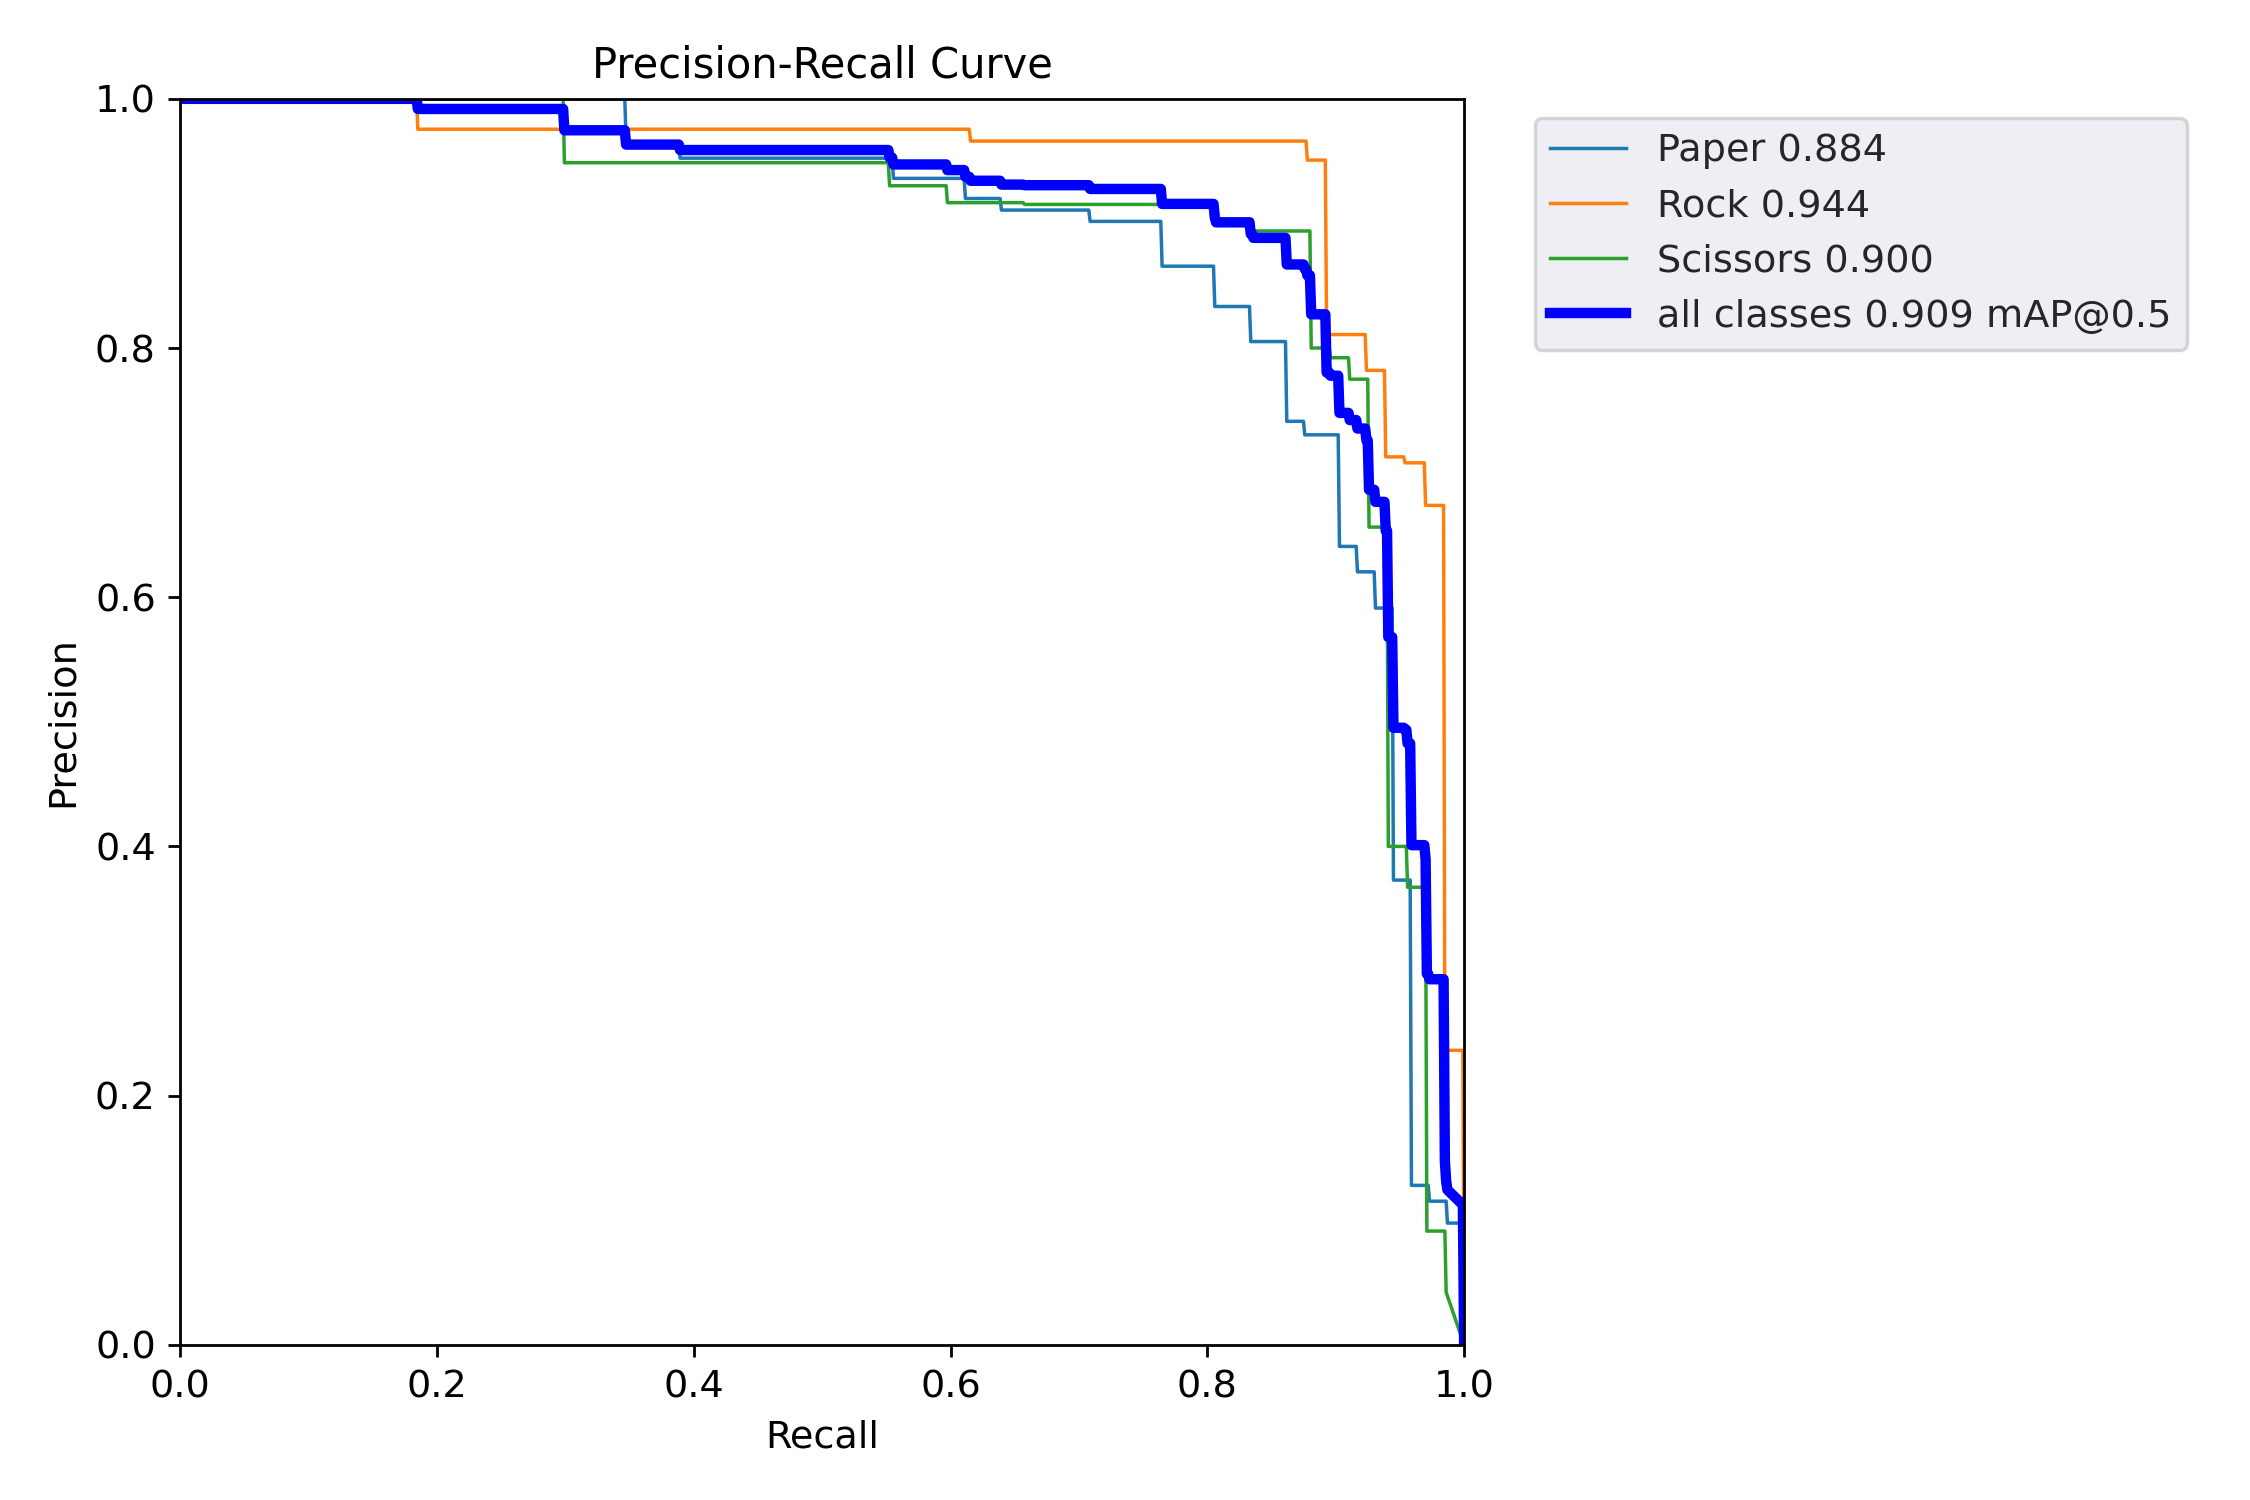 Precision-Recall Curve
1.0
0.8
0.6
0.4
0.2
0.0
Precision
0.0 0.2 0.4 0.6 0.8 1.0
Recall
Paper 0.884
Rock 0.944
Scissors 0.900
all classes 0.909 mAP@0.5